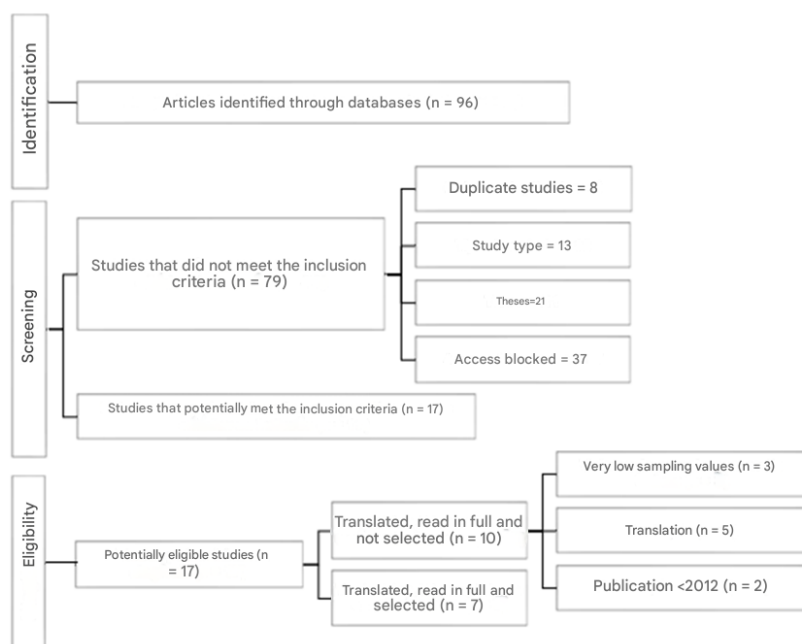 Identification
Articles identified through databases (n = 96)
Screening
Studies that did not meet the inclusion
criteria (n = 79)
Duplicate studies = 8
Study type = 13
Theses=21
Access blocked = 37
Studies that potentially met the inclusion criteria (n = 17)
Eligibility
Potentially eligible studies (n
= 17)
Translated, read in full and
not selected (n = 10)
Very low sampling values (n = 3)
Translation (n = 5)
Publication <2012 (n = 2)
Translated, read in full and
selected (n = 7)